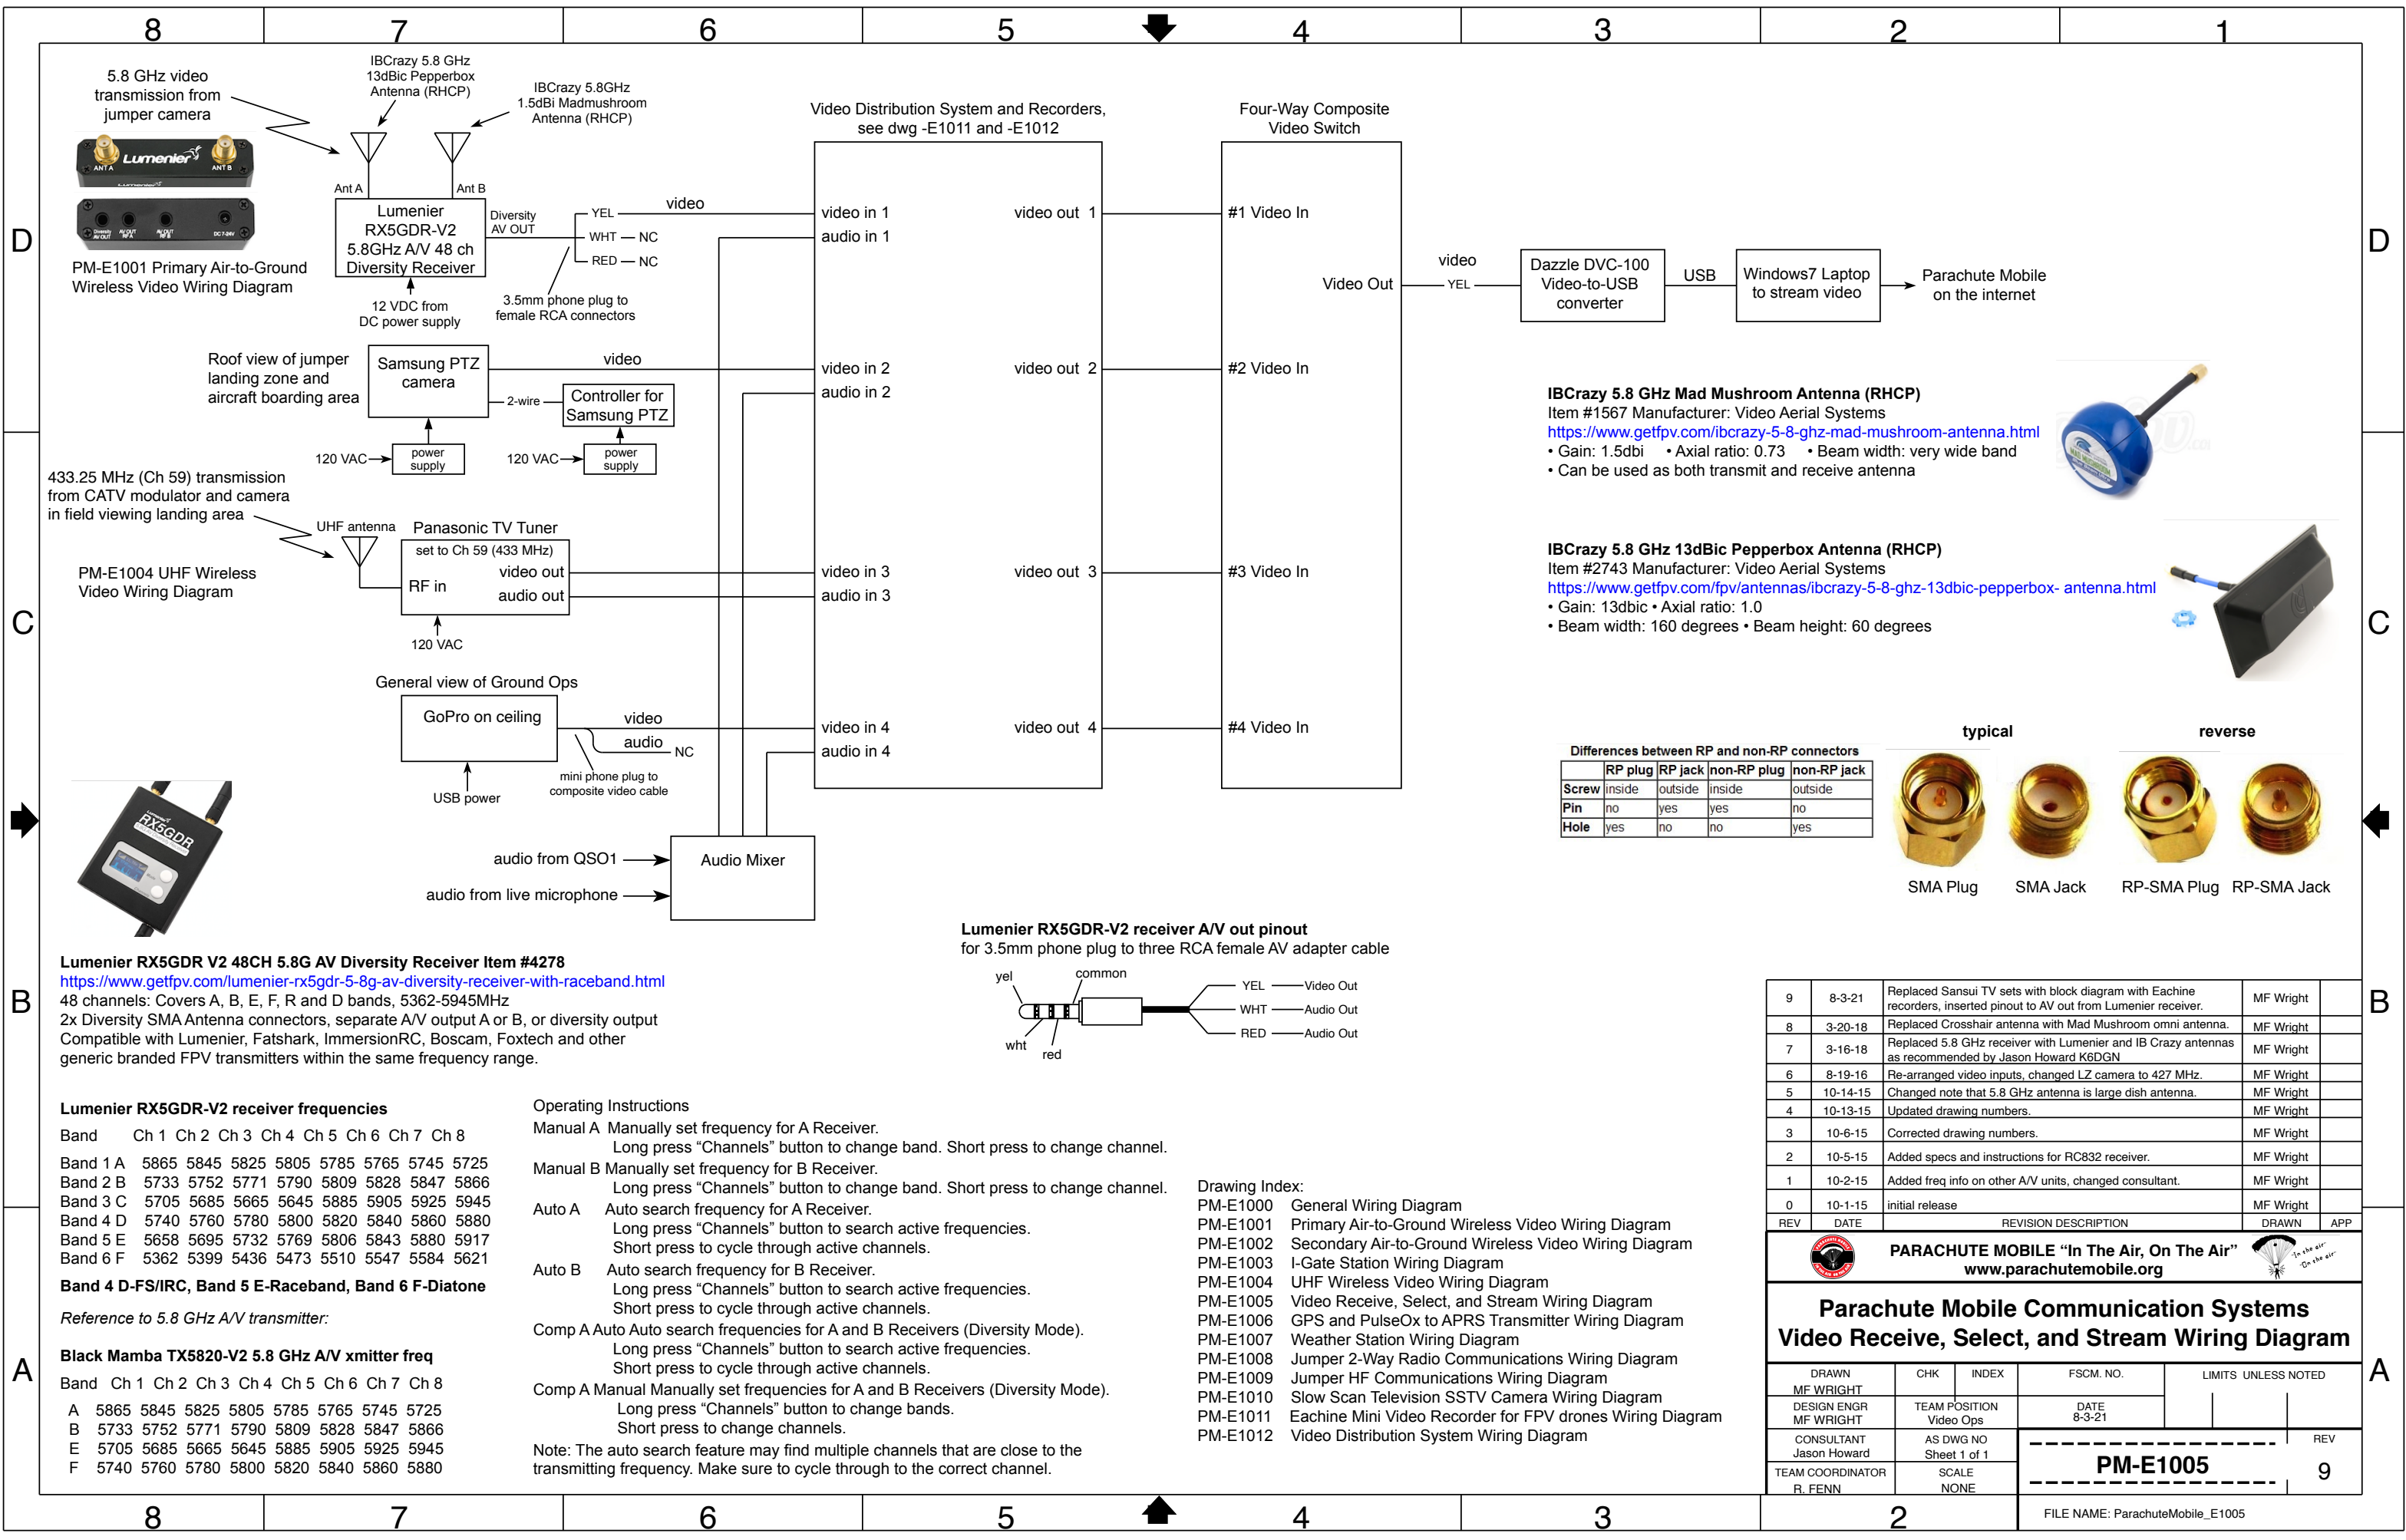 8 7 6 5 4 3 2 1
D D
C C
B B
A A
5.8 GHz video
transmission from
jumper camera
IBCrazy 5.8 GHz
13dBic Pepperbox
Antenna (RHCP)
IBCrazy 5.8GHz
1.5dBi Madmushroom
Antenna (RHCP)
Lumenier
ANT A
ANT B
Diversity
AV OUT
AV OUT
RF A
AV OUT
RF B
DC 7-24V
PM-E1001 Primary Air-to-Ground
Wireless Video Wiring Diagram
Ant A
Ant B
Lumenier
RX5GDR-V2
5.8GHz A/V 48 ch
Diversity Receiver
Diversity
AV OUT
YEL
video
WHT
NC
RED
NC
12 VDC from
DC power supply
3.5mm phone plug to
female RCA connectors
Roof view of jumper
landing zone and
aircraft boarding area
Samsung PTZ
camera
video
2-wire
Controller for
Samsung PTZ
120 VAC
power
supply
120 VAC
power
supply
433.25 MHz (Ch 59) transmission
from CATV modulator and camera
in field viewing landing area
UHF antenna
Panasonic TV Tuner
set to Ch 59 (433 MHz)
video out
RF in
audio out
120 VAC
PM-E1004 UHF Wireless
Video Wiring Diagram
General view of Ground Ops
GoPro on ceiling
video
audio
NC
mini phone plug to
composite video cable
USB power
audio from QSO1
audio from live microphone
Audio Mixer
Video Distribution System and Recorders,
see dwg -E1011 and -E1012
video in 1
audio in 1
video in 2
audio in 2
video in 3
audio in 3
video in 4
audio in 4
video out 1
video out 2
video out 3
video out 4
Four-Way Composite
Video Switch
#1 Video In
Video Out
#2 Video In
#3 Video In
#4 Video In
video
YEL
Dazzle DVC-100
Video-to-USB
converter
USB
Windows7 Laptop
to stream video
Parachute Mobile
on the internet
IBCrazy 5.8 GHz Mad Mushroom Antenna (RHCP)
Item #1567 Manufacturer: Video Aerial Systems
https://www.getfpv.com/ibcrazy-5-8-ghz-mad-mushroom-antenna.html
• Gain: 1.5dbi • Axial ratio: 0.73 • Beam width: very wide band
• Can be used as both transmit and receive antenna
MAD MUSHROOM
IBCrazy 5.8 GHz 13dBic Pepperbox Antenna (RHCP)
Item #2743 Manufacturer: Video Aerial Systems
https://www.getfpv.com/fpv/antennas/ibcrazy-5-8-ghz-13dbic-pepperbox- antenna.html
• Gain: 13dbic • Axial ratio: 1.0
• Beam width: 160 degrees • Beam height: 60 degrees
Differences between RP and non-RP connectors
RP plug RP jack non-RP plug non-RP jack
Screw inside outside inside outside
Pin no yes yes no
Hole yes no no yes
typical
reverse
SMA Plug SMA Jack RP-SMA Plug RP-SMA Jack
Lumenier
RX5GDR
Lumenier RX5GDR V2 48CH 5.8G AV Diversity Receiver Item #4278
https://www.getfpv.com/lumenier-rx5gdr-5-8g-av-diversity-receiver-with-raceband.html
48 channels: Covers A, B, E, F, R and D bands, 5362-5945MHz
2x Diversity SMA Antenna connectors, separate A/V output A or B, or diversity output
Compatible with Lumenier, Fatshark, ImmersionRC, Boscam, Foxtech and other
generic branded FPV transmitters within the same frequency range.
Lumenier RX5GDR-V2 receiver A/V out pinout
for 3.5mm phone plug to three RCA female AV adapter cable
yel
common
wht
red
YEL
Video Out
WHT
Audio Out
RED
Audio Out
Lumenier RX5GDR-V2 receiver frequencies
Band Ch 1 Ch 2 Ch 3 Ch 4 Ch 5 Ch 6 Ch 7 Ch 8
Band 1 A 5865 5845 5825 5805 5785 5765 5745 5725
Band 2 B 5733 5752 5771 5790 5809 5828 5847 5866
Band 3 C 5705 5685 5665 5645 5885 5905 5925 5945
Band 4 D 5740 5760 5780 5800 5820 5840 5860 5880
Band 5 E 5658 5695 5732 5769 5806 5843 5880 5917
Band 6 F 5362 5399 5436 5473 5510 5547 5584 5621
Band 4 D-FS/IRC, Band 5 E-Raceband, Band 6 F-Diatone
Reference to 5.8 GHz A/V transmitter:
Black Mamba TX5820-V2 5.8 GHz A/V xmitter freq
Band Ch 1 Ch 2 Ch 3 Ch 4 Ch 5 Ch 6 Ch 7 Ch 8
A 5865 5845 5825 5805 5785 5765 5745 5725
B 5733 5752 5771 5790 5809 5828 5847 5866
E 5705 5685 5665 5645 5885 5905 5925 5945
F 5740 5760 5780 5800 5820 5840 5860 5880
Operating Instructions
Manual A Manually set frequency for A Receiver.
Long press “Channels” button to change band. Short press to change channel.
Manual B Manually set frequency for B Receiver.
Long press “Channels” button to change band. Short press to change channel.
Auto A Auto search frequency for A Receiver.
Long press “Channels” button to search active frequencies.
Short press to cycle through active channels.
Auto B Auto search frequency for B Receiver.
Long press “Channels” button to search active frequencies.
Short press to cycle through active channels.
Comp A Auto Auto search frequencies for A and B Receivers (Diversity Mode).
Long press “Channels” button to search active frequencies.
Short press to cycle through active channels.
Comp A Manual Manually set frequencies for A and B Receivers (Diversity Mode).
Long press “Channels” button to change bands.
Short press to change channels.
Note: The auto search feature may find multiple channels that are close to the
transmitting frequency. Make sure to cycle through to the correct channel.
Drawing Index:
PM-E1000 General Wiring Diagram
PM-E1001 Primary Air-to-Ground Wireless Video Wiring Diagram
PM-E1002 Secondary Air-to-Ground Wireless Video Wiring Diagram
PM-E1003 I-Gate Station Wiring Diagram
PM-E1004 UHF Wireless Video Wiring Diagram
PM-E1005 Video Receive, Select, and Stream Wiring Diagram
PM-E1006 GPS and PulseOx to APRS Transmitter Wiring Diagram
PM-E1007 Weather Station Wiring Diagram
PM-E1008 Jumper 2-Way Radio Communications Wiring Diagram
PM-E1009 Jumper HF Communications Wiring Diagram
PM-E1010 Slow Scan Television SSTV Camera Wiring Diagram
PM-E1011 Eachine Mini Video Recorder for FPV drones Wiring Diagram
PM-E1012 Video Distribution System Wiring Diagram
9 8-3-21 Replaced Sansui TV sets with block diagram with Eachine
recorders, inserted pinout to AV out from Lumenier receiver. MF Wright
8 3-20-18 Replaced Crosshair antenna with Mad Mushroom omni antenna. MF Wright
7 3-16-18 Replaced 5.8 GHz receiver with Lumenier and IB Crazy antennas
as recommended by Jason Howard K6DGN MF Wright
6 8-19-16 Re-arranged video inputs, changed LZ camera to 427 MHz. MF Wright
5 10-14-15 Changed note that 5.8 GHz antenna is large dish antenna. MF Wright
4 10-13-15 Updated drawing numbers. MF Wright
3 10-6-15 Corrected drawing numbers. MF Wright
2 10-5-15 Added specs and instructions for RC832 receiver. MF Wright
1 10-2-15 Added freq info on other A/V units, changed consultant. MF Wright
0 10-1-15 initial release MF Wright
REV DATE REVISION DESCRIPTION DRAWN APP
PARACHUTE MOBILE “In The Air, On The Air”
www.parachutemobile.org
"In the air-
-On the air"
Parachute Mobile Communication Systems
Video Receive, Select, and Stream Wiring Diagram
DRAWN
MF WRIGHT
CHK
INDEX
FSCM. NO.
LIMITS UNLESS NOTED
DESIGN ENGR
MF WRIGHT
TEAM POSITION
Video Ops
DATE
8-3-21
CONSULTANT
Jason Howard
AS DWG NO
Sheet 1 of 1
PM-E1005
REV
9
TEAM COORDINATOR
R. FENN
SCALE
NONE
FILE NAME: ParachuteMobile_E1005
8 7 6 5 4 3 2